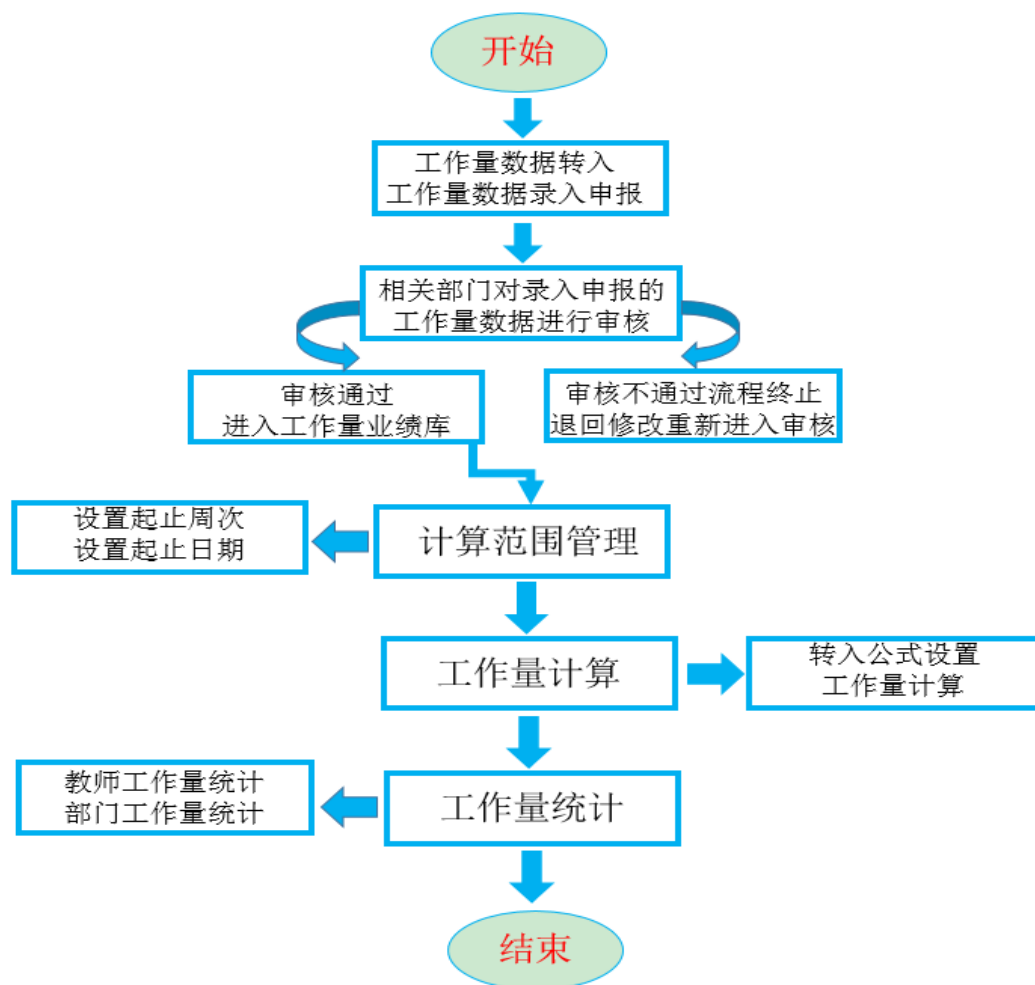 开始
工作量数据转入
工作量数据录入申报
相关部门对录入申报的
工作量数据进行审核
审核通过
进入工作量业绩库
审核不通过流程终止
退回修改重新进入审核
设置起止周次
设置起止日期
计算范围管理
工作量计算
转入公式设置
工作量计算
教师工作量统计
部门工作量统计
工作量统计
结束